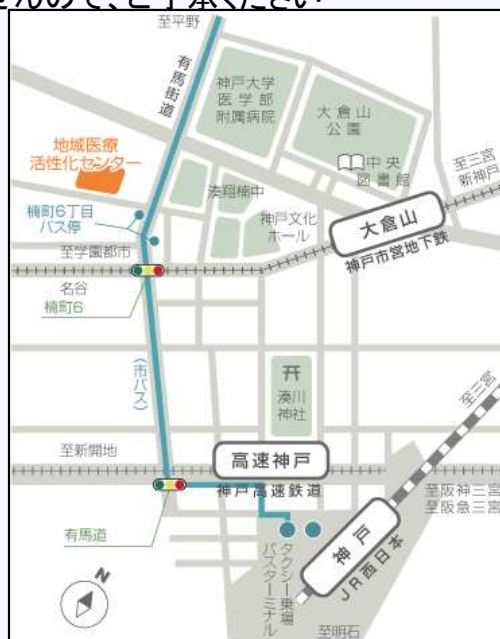 んので、ご了承ください
至平野
有馬街道
神戸大学
医学部
附属病院
大倉山
公園
中央
図書館
至三宮
新神戸
地域医療
活性化センター
湊翔楠中
楠町6丁目
バス停
神戸文化
ホール
大倉山
神戸市営地下鉄
至学園都市
名谷
楠町6
(市バス)
湊川
神社
至三宮
至新開地
高速神戸
神戸高速鉄道
至阪神三宮
至阪急三宮
有馬道
タクシー乗場
バスターミナル
神戸
JR西日本
N
至明石